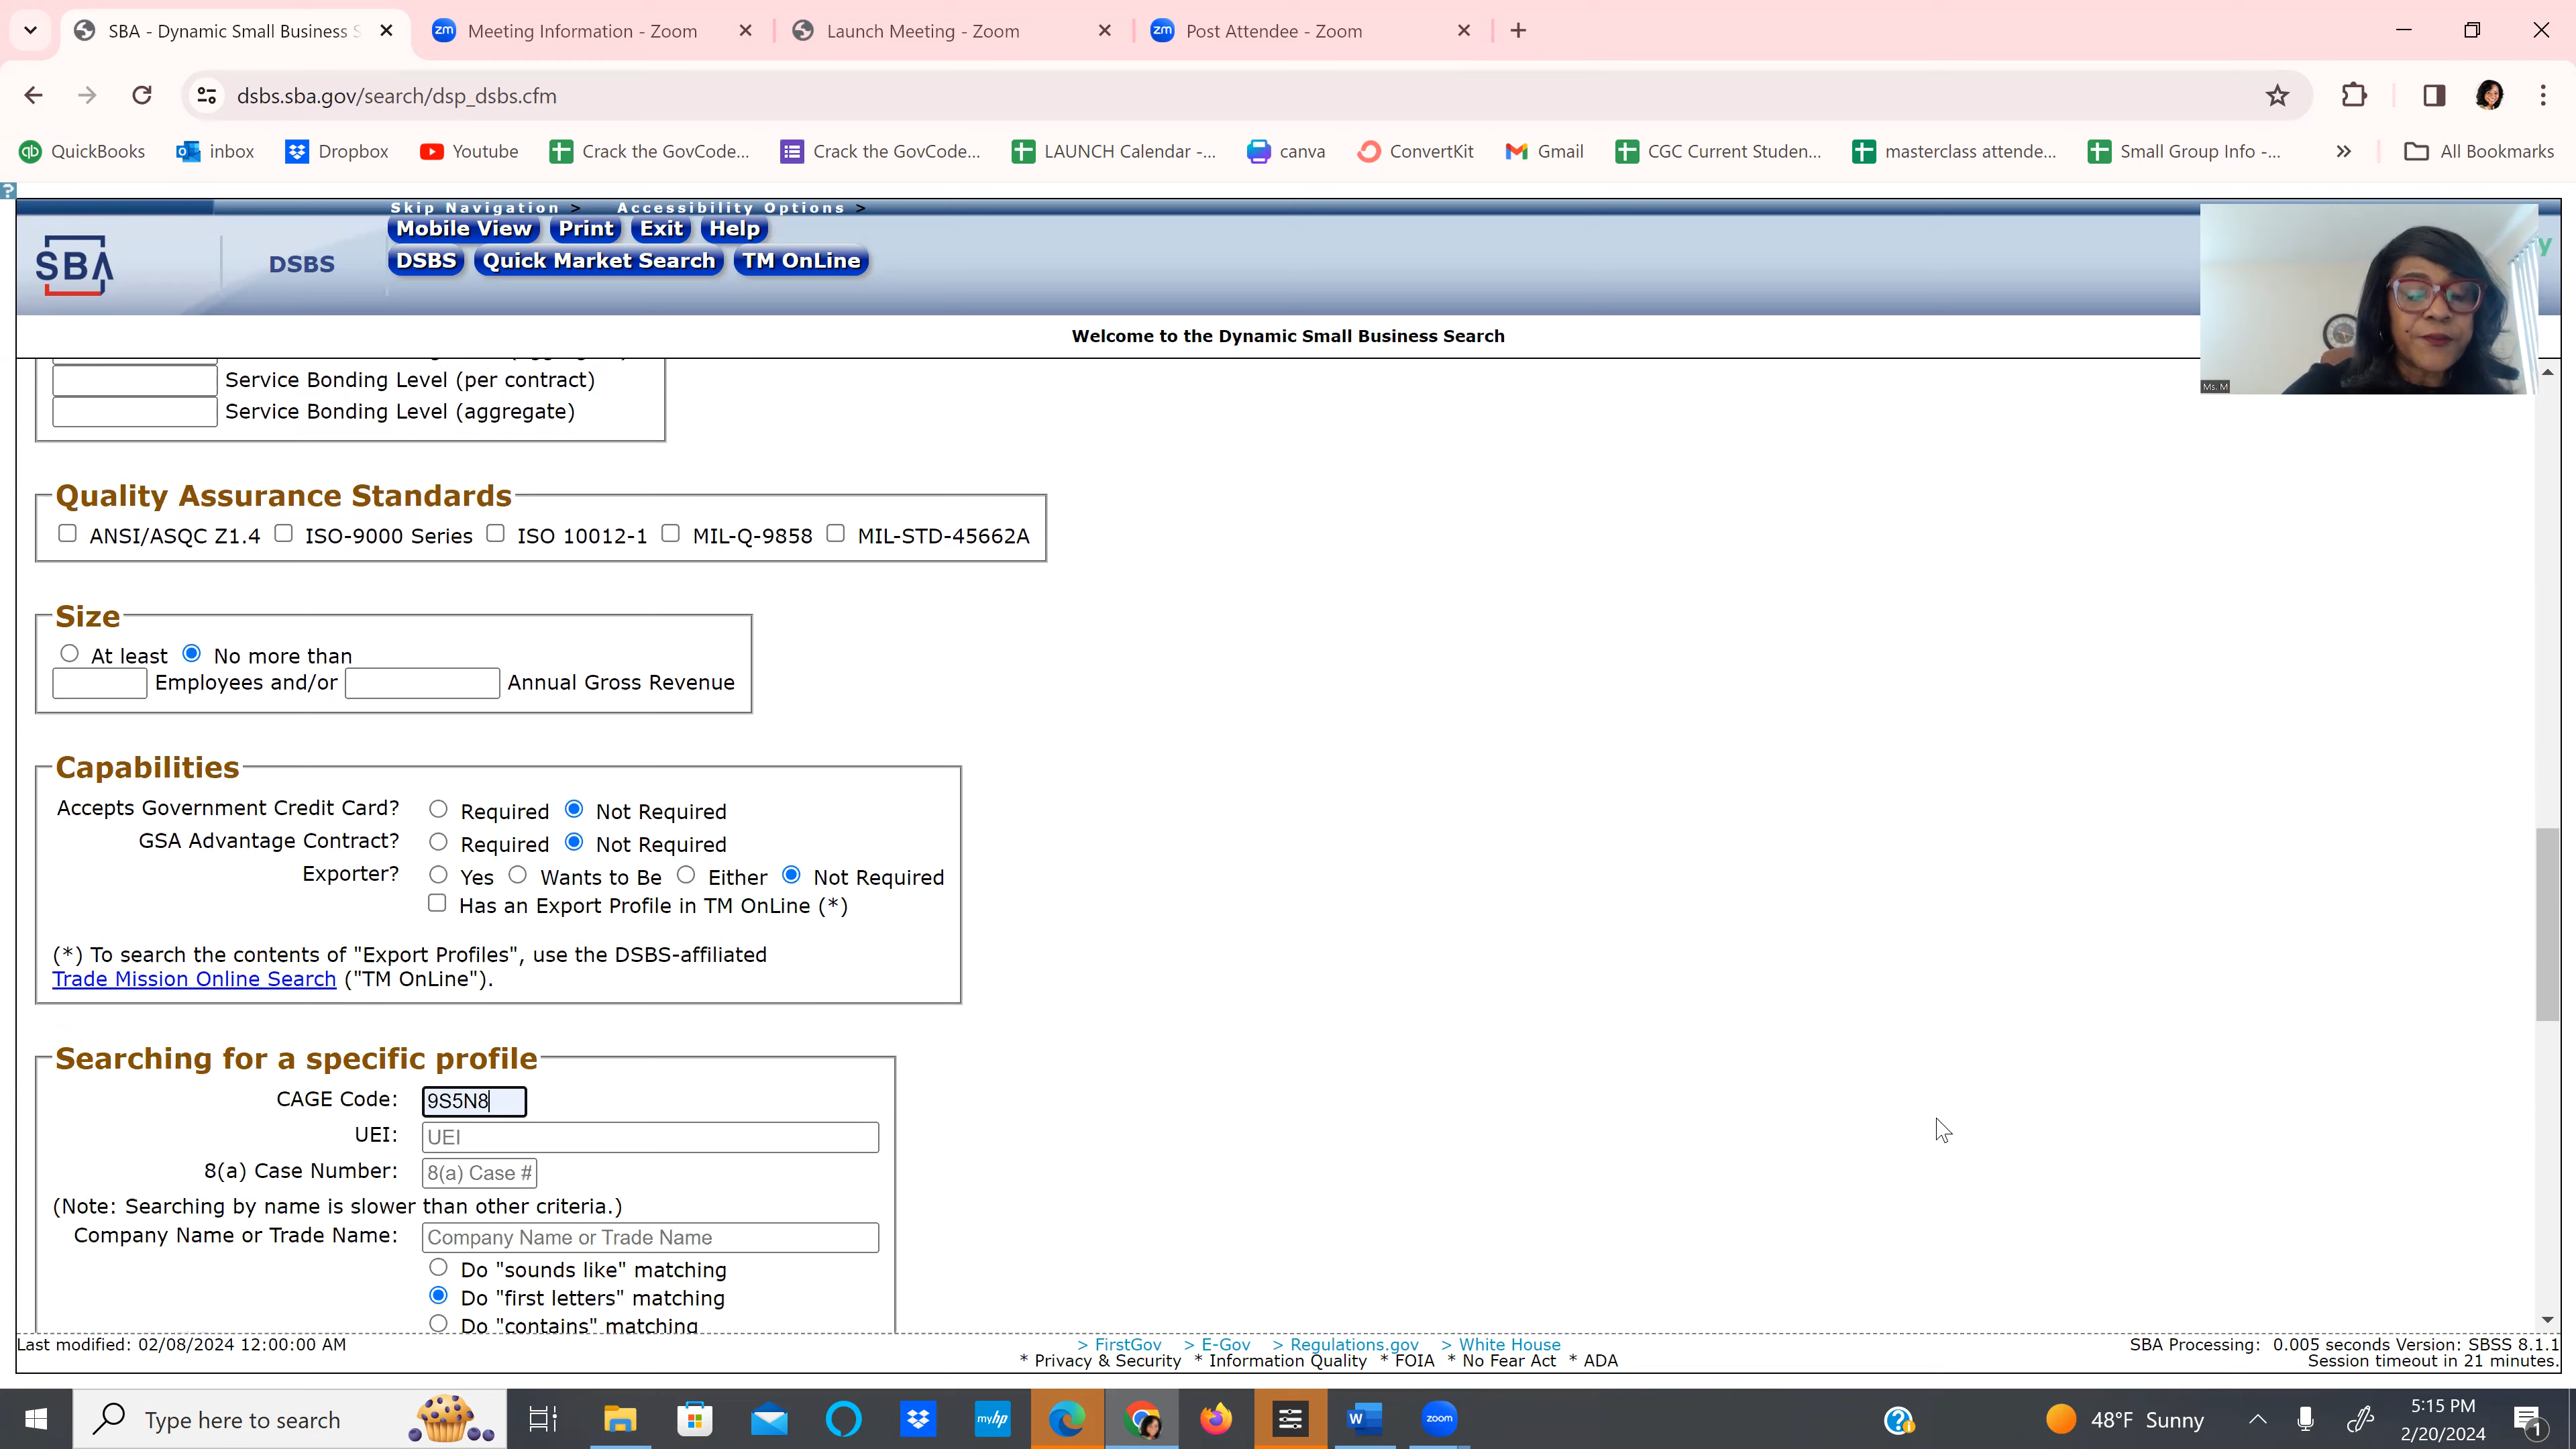 SBA - Dynamic Small Business S
Meeting Information - Zoom
Launch Meeting - Zoom
Post Attendee - Zoom
dsbs.sba.gov/search/dsp_dsbs.cfm
QuickBooks
inbox
Dropbox
Youtube
Crack the GovCode...
Crack the GovCode...
LAUNCH Calendar -...
canva
ConvertKit
Gmail
CGC Current Studen...
masterclass attende...
Small Group Info -...
All Bookmarks
Skip Navigation > Accessibility Options >
Mobile View Print Exit Help
SBA
DSBS
DSBS Quick Market Search TM OnLine
Welcome to the Dynamic Small Business Search
Ms. M
Service Bonding Level (per contract)
Service Bonding Level (aggregate)
Quality Assurance Standards
ANSI/ASQC Z1.4 ISO-9000 Series ISO 10012-1 MIL-Q-9858 MIL-STD-45662A
Size
At least No more than
Employees and/or Annual Gross Revenue
Capabilities
Accepts Government Credit Card? Required Not Required
GSA Advantage Contract? Required Not Required
Exporter? Yes Wants to Be Either Not Required
Has an Export Profile in TM OnLine (*)
(*) To search the contents of "Export Profiles", use the DSBS-affiliated
Trade Mission Online Search ("TM OnLine").
Searching for a specific profile
CAGE Code: 9S5N8
UEI: UEI
8(a) Case Number: 8(a) Case #
(Note: Searching by name is slower than other criteria.)
Company Name or Trade Name: Company Name or Trade Name
Do "sounds like" matching
Do "first letters" matching
Do "contains" matching
Last modified: 02/08/2024 12:00:00 AM
> FirstGov > E-Gov > Regulations.gov > White House
* Privacy & Security * Information Quality * FOIA * No Fear Act * ADA
SBA Processing: 0.005 seconds Version: SBSS 8.1.1
Session timeout in 21 minutes.
Type here to search
myhp
W
zoom
48°F Sunny
5:15 PM
2/20/2024
1